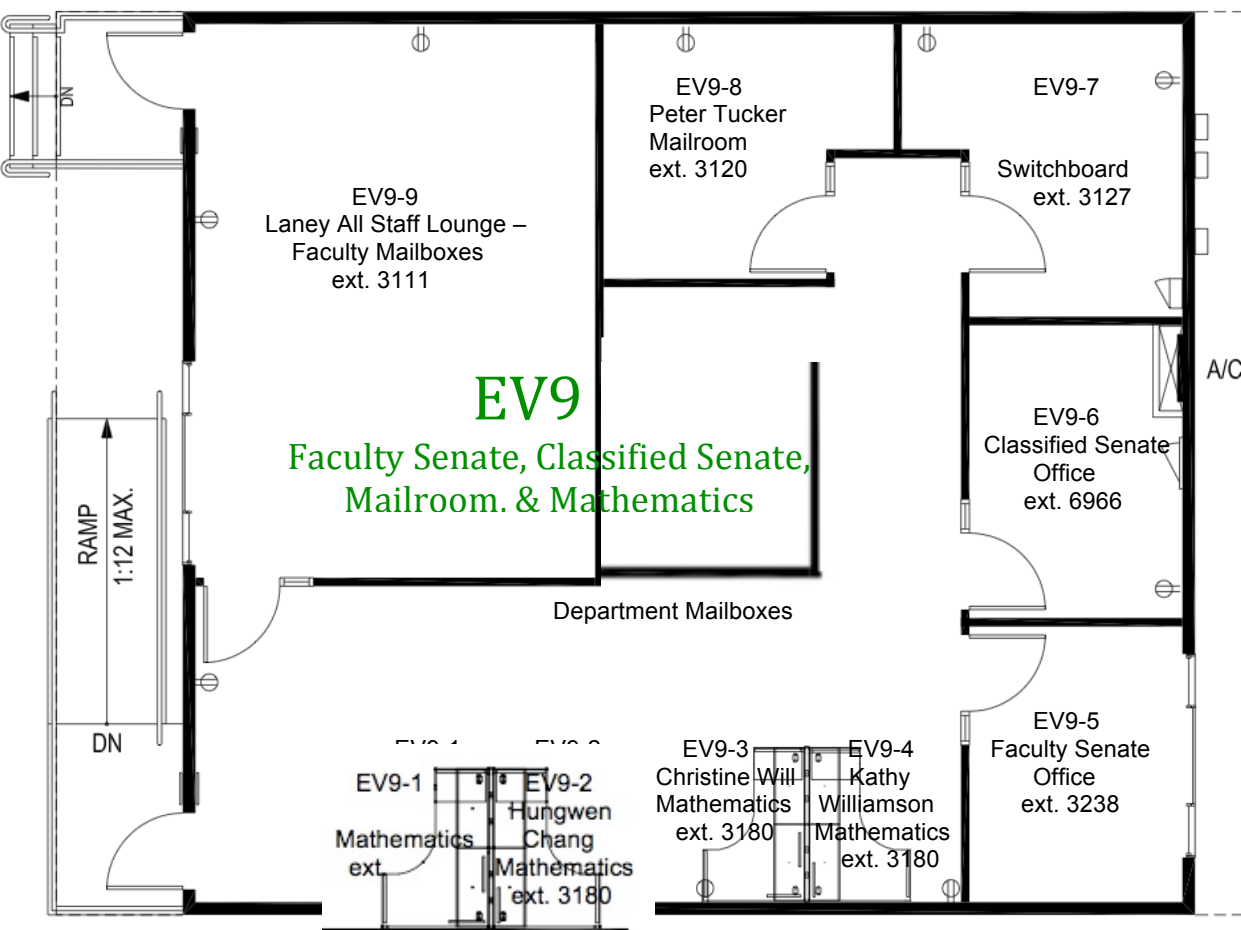 DN
EV9-8
Peter Tucker
Mailroom
ext. 3120
EV9-7
Switchboard
ext. 3127
EV9-9
Laney All Staff Lounge –
Faculty Mailboxes
ext. 3111
A/C
EV9
Faculty Senate, Classified Senate,
Mailroom. & Mathematics
EV9-6
Classified Senate
Office
ext. 6966
RAMP
1:12 MAX.
DN
Department Mailboxes
EV9-5
Faculty Senate
Office
ext. 3238
EV9-1
Mathematics
ext.
EV9-2
Hungwen
Chang
Mathematics
ext. 3180
EV9-3
Christine Will
Mathematics
ext. 3180
EV9-4
Kathy
Williamson
Mathematics
ext. 3180